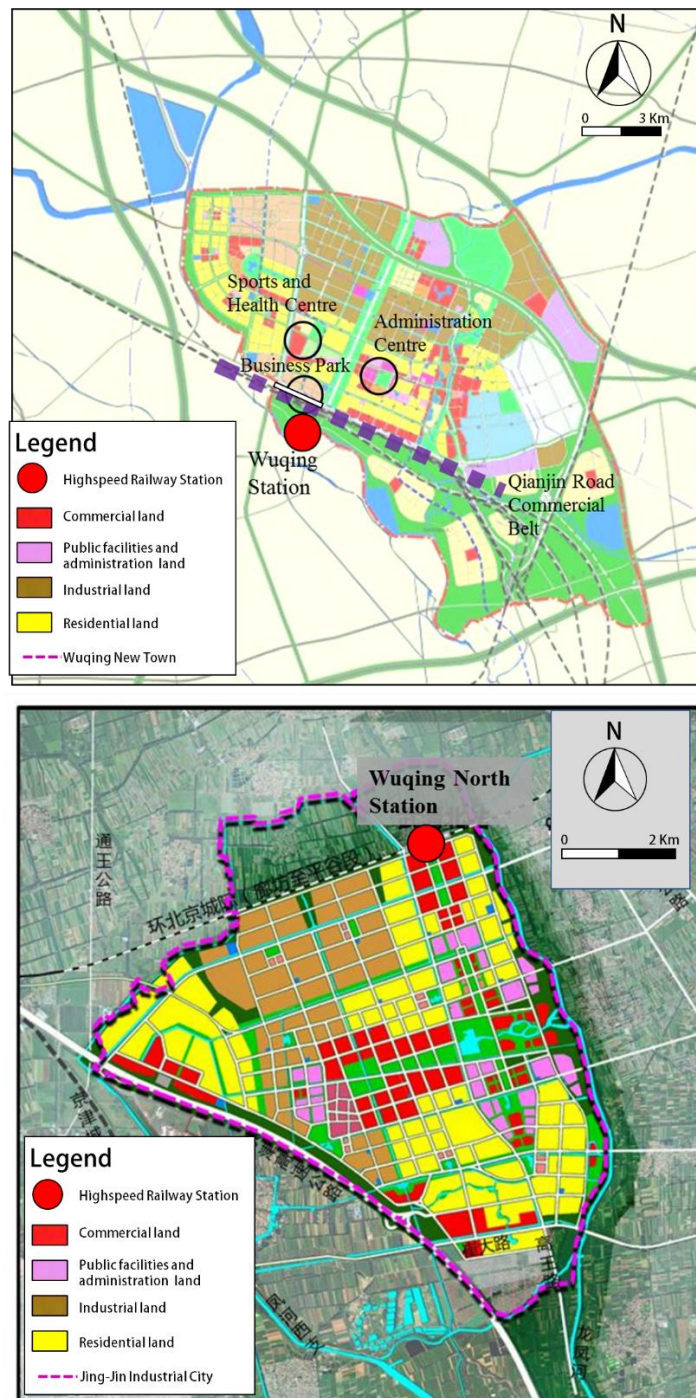 N
0 3 Km
Sports and
Health Centre
Administration
Centre
Business Park
Wuqing
Station
Qianjin Road
Commercial
Belt
Legend
Highspeed Railway Station
Commercial land
Public facilities and
administration land
Industrial land
Residential land
Wuqing New Town
Wuqing North
Station
N
0 2 Km
通王公路
龙凤河
Legend
Highspeed Railway Station
Commercial land
Public facilities and
administration land
Industrial land
Residential land
Jing-Jin Industrial City